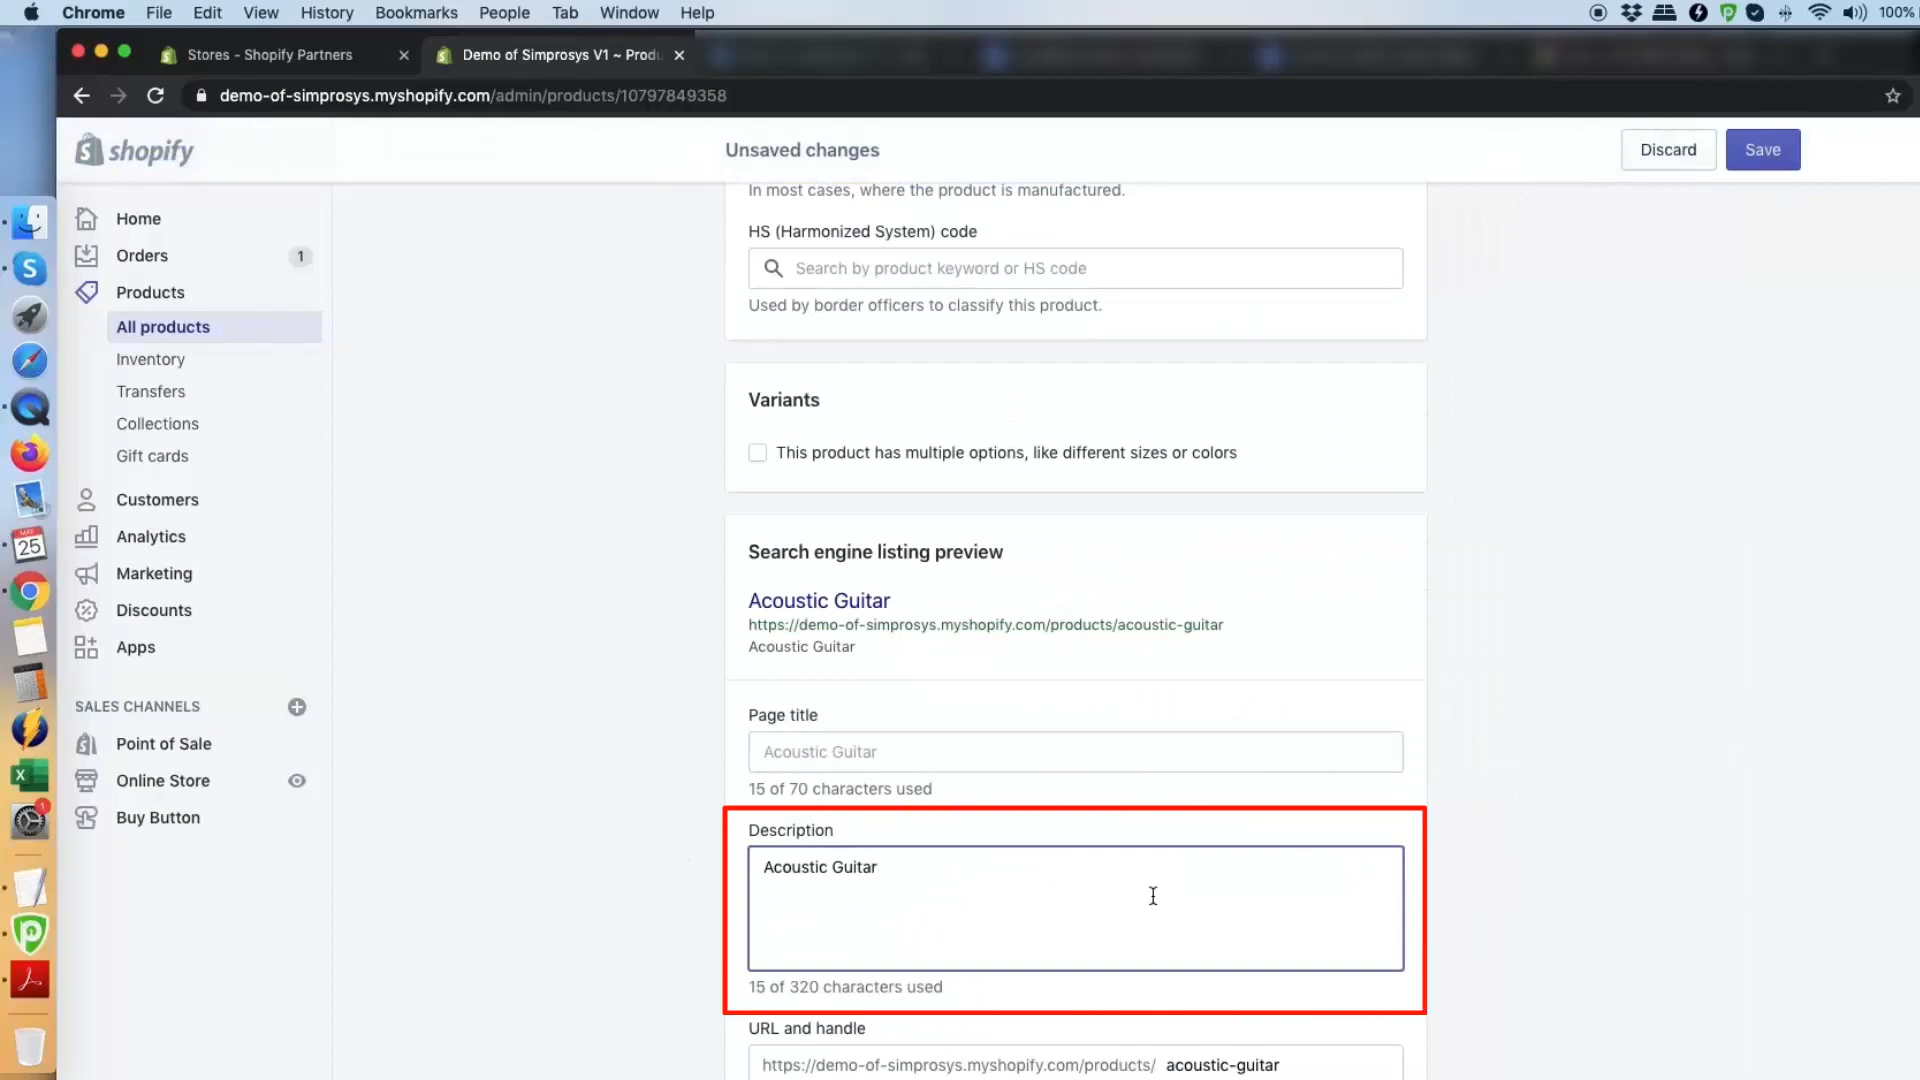 Chrome File Edit View History Bookmarks People Tab Window Help 100%
Stores - Shopify Partners
Demo of Simprosys V1 ~ Produ
demo-of-simprosys.myshopify.com/admin/products/10797849358
shopify
Unsaved changes
Discard
Save
Home
Orders 1
Products
All products
Inventory
Transfers
Collections
Gift cards
Customers
Analytics
Marketing
Discounts
Apps
SALES CHANNELS
Point of Sale
Online Store
Buy Button
MAY
25
1
In most cases, where the product is manufactured.
HS (Harmonized System) code
Search by product keyword or HS code
Used by border officers to classify this product.
Variants
This product has multiple options, like different sizes or colors
Search engine listing preview
Acoustic Guitar
https://demo-of-simprosys.myshopify.com/products/acoustic-guitar
Acoustic Guitar
Page title
Acoustic Guitar
15 of 70 characters used
Description
Acoustic Guitar
15 of 320 characters used
URL and handle
https://demo-of-simprosys.myshopify.com/products/ acoustic-guitar